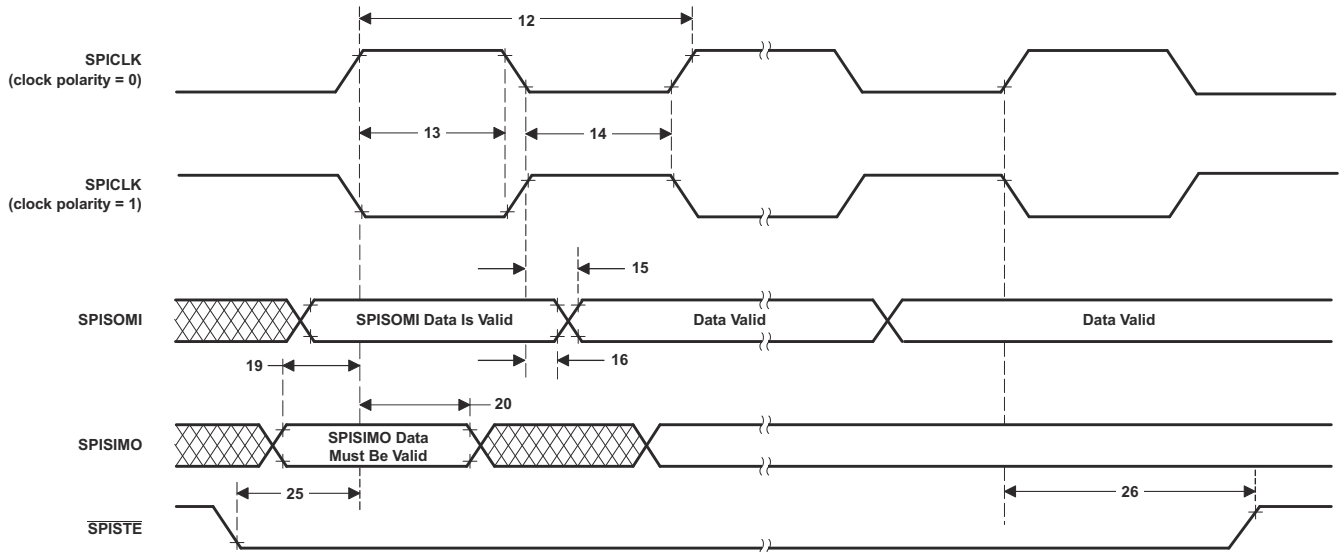 12
SPICLK
(clock polarity = 0)
13
14
SPICLK
(clock polarity = 1)
15
SPISOMI
SPISOMI Data Is Valid
Data Valid
Data Valid
19
16
20
SPISIMO
SPISIMO Data
Must Be Valid
25
26
SPISTE